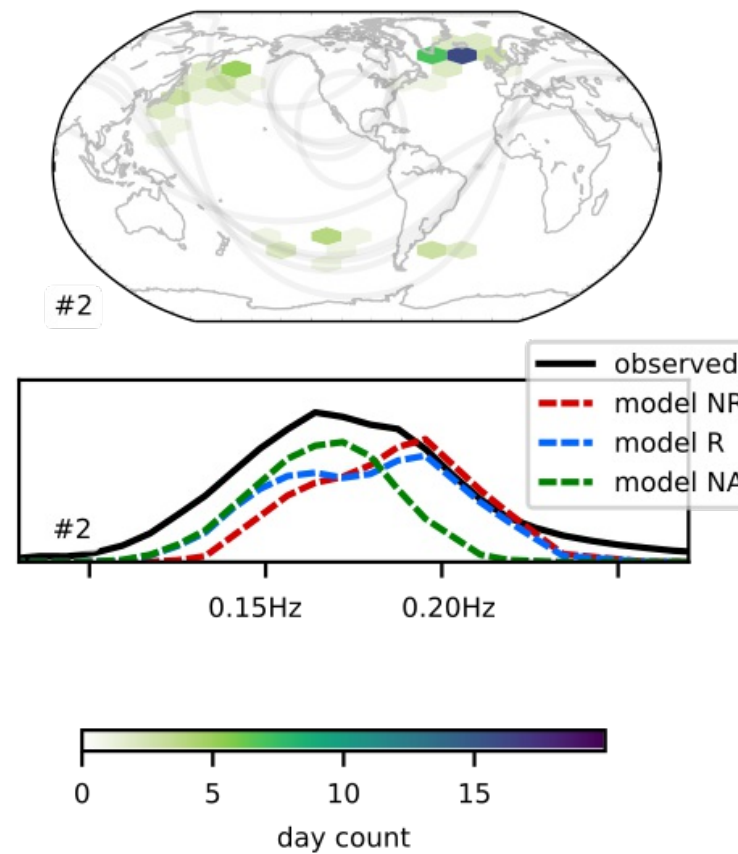 #2
observed
model NR
model R
model NA
#2
0.15Hz 0.20Hz
0 5 10 15
day count